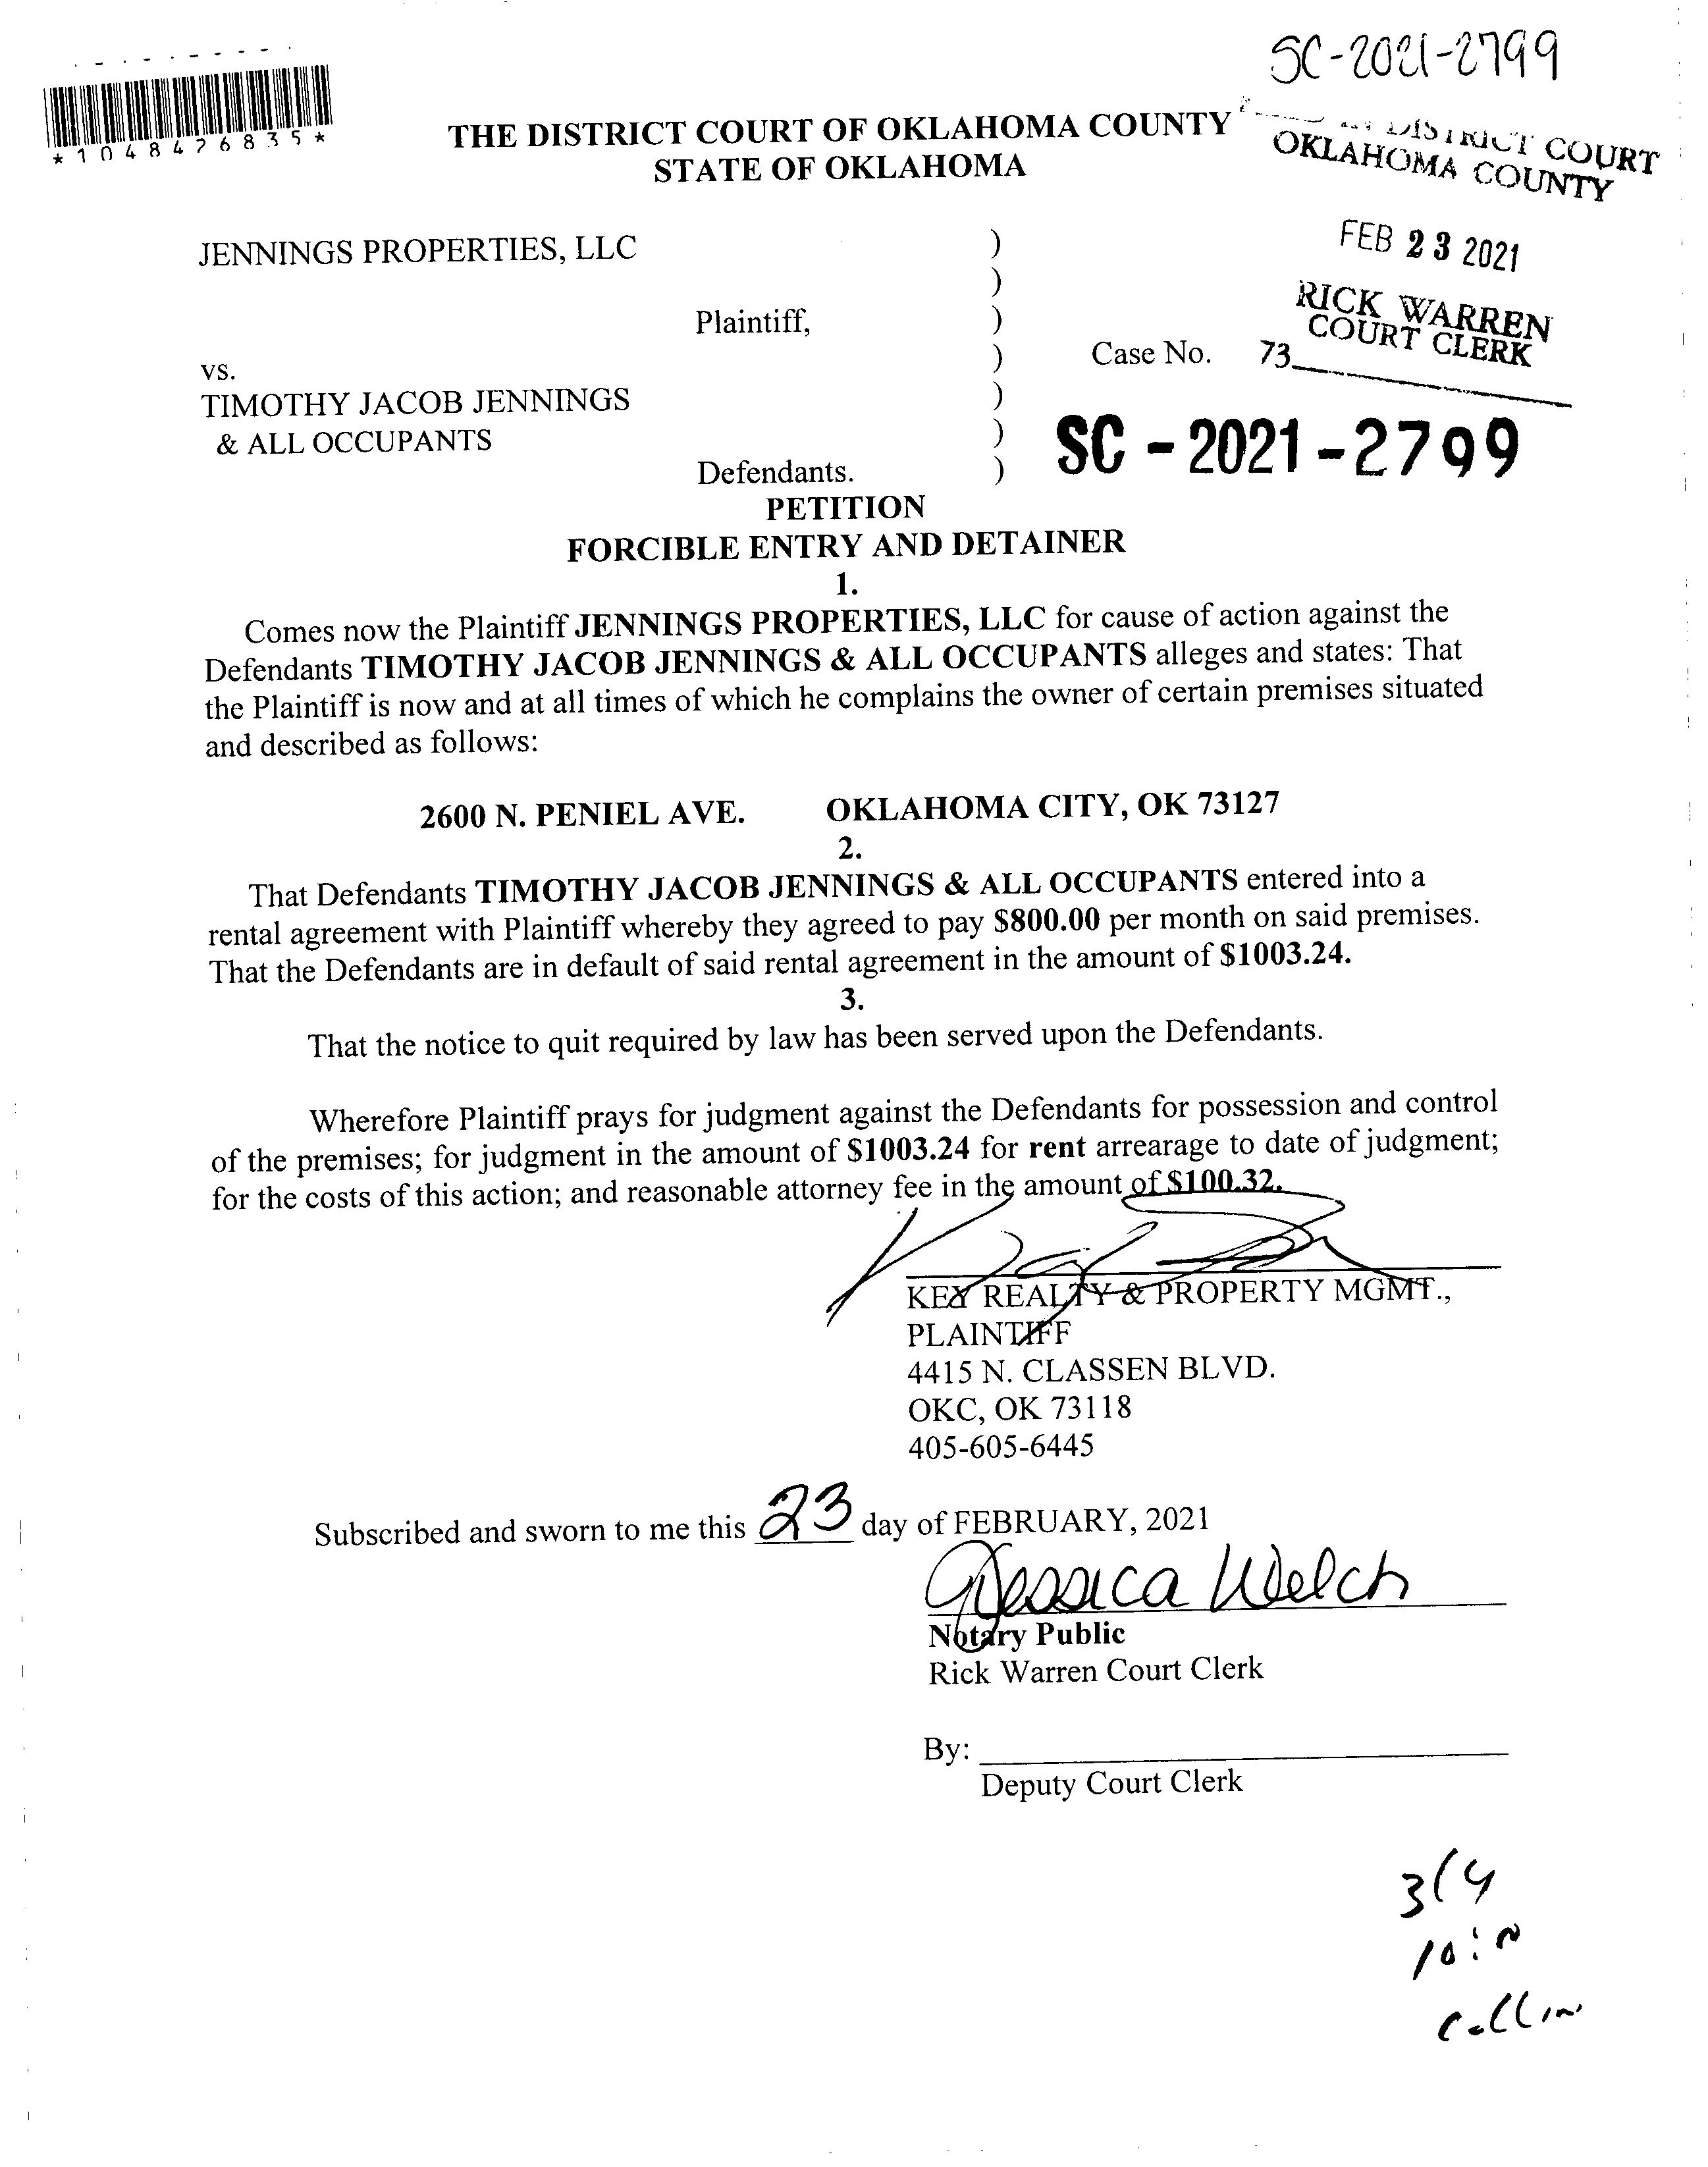 SC-2021-2799
*1048426835*
THE DISTRICT COURT OF OKLAHOMA COUNTY
STATE OF OKLAHOMA
DISTRICT COURT
OKLAHOMA COUNTY
FEB 23 2021
RICK WARREN
COURT CLERK
73
JENNINGS PROPERTIES, LLC )
)
Plaintiff, )
) Case No.
vs.
TIMOTHY JACOB JENNINGS )
& ALL OCCUPANTS )
SC - 2021 - 2799
Defendants. )
PETITION
FORCIBLE ENTRY AND DETAINER
1.
Comes now the Plaintiff JENNINGS PROPERTIES, LLC for cause of action against the
Defendants TIMOTHY JACOB JENNINGS & ALL OCCUPANTS alleges and states: That
the Plaintiff is now and at all times of which he complains the owner of certain premises situated
and described as follows:
2600 N. PENIEL AVE. OKLAHOMA CITY, OK 73127
2.
That Defendants TIMOTHY JACOB JENNINGS & ALL OCCUPANTS entered into a
rental agreement with Plaintiff whereby they agreed to pay $800.00 per month on said premises.
That the Defendants are in default of said rental agreement in the amount of $1003.24.
3.
That the notice to quit required by law has been served upon the Defendants.
Wherefore Plaintiff prays for judgment against the Defendants for possession and control
of the premises; for judgment in the amount of $1003.24 for rent arrearage to date of judgment;
for the costs of this action; and reasonable attorney fee in the amount of $100.32.
KEY REALTY & PROPERTY MGMT.,
PLAINTIFF
4415 N. CLASSEN BLVD.
OKC, OK 73118
405-605-6445
Subscribed and sworn to me this 23 day of FEBRUARY, 2021
Jessica Welch
Notary Public
Rick Warren Court Clerk
By:
Deputy Court Clerk
3/4